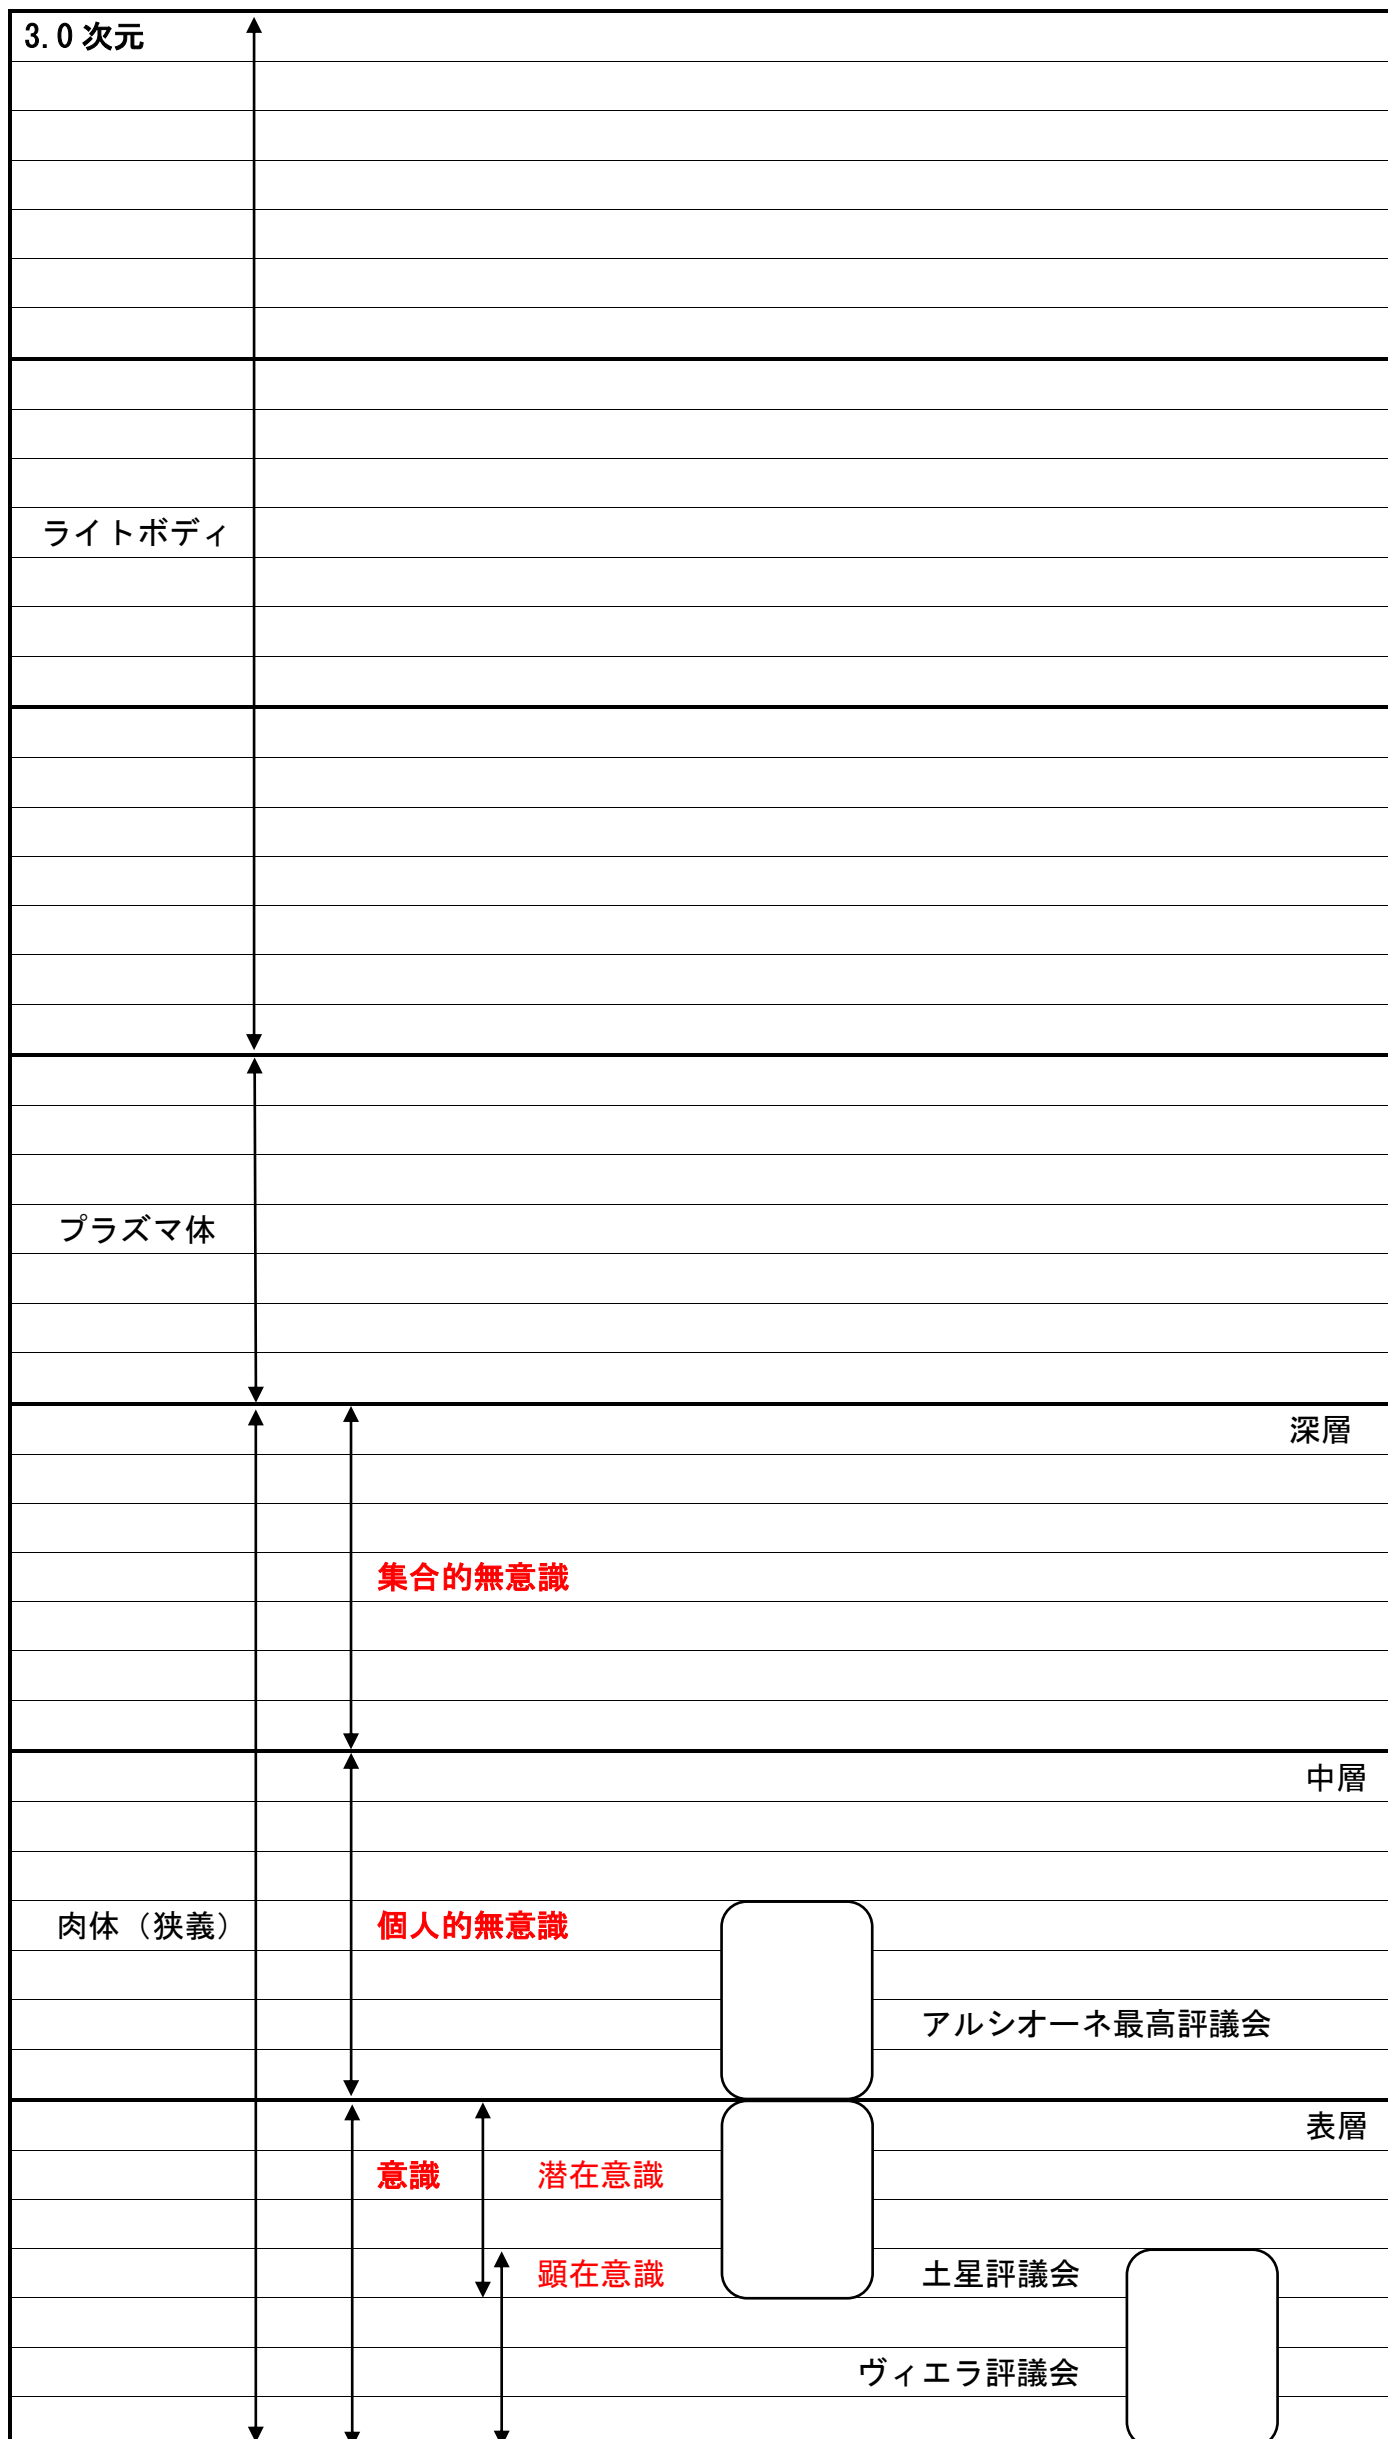 3.0次元
ライトボディ
プラズマ体
深層
集合的無意識
中層
肉体（狭義） 個人的無意識
アルシオーネ最高評議会
表層
意識 潜在意識
顕在意識 土星評議会
ヴィエラ評議会